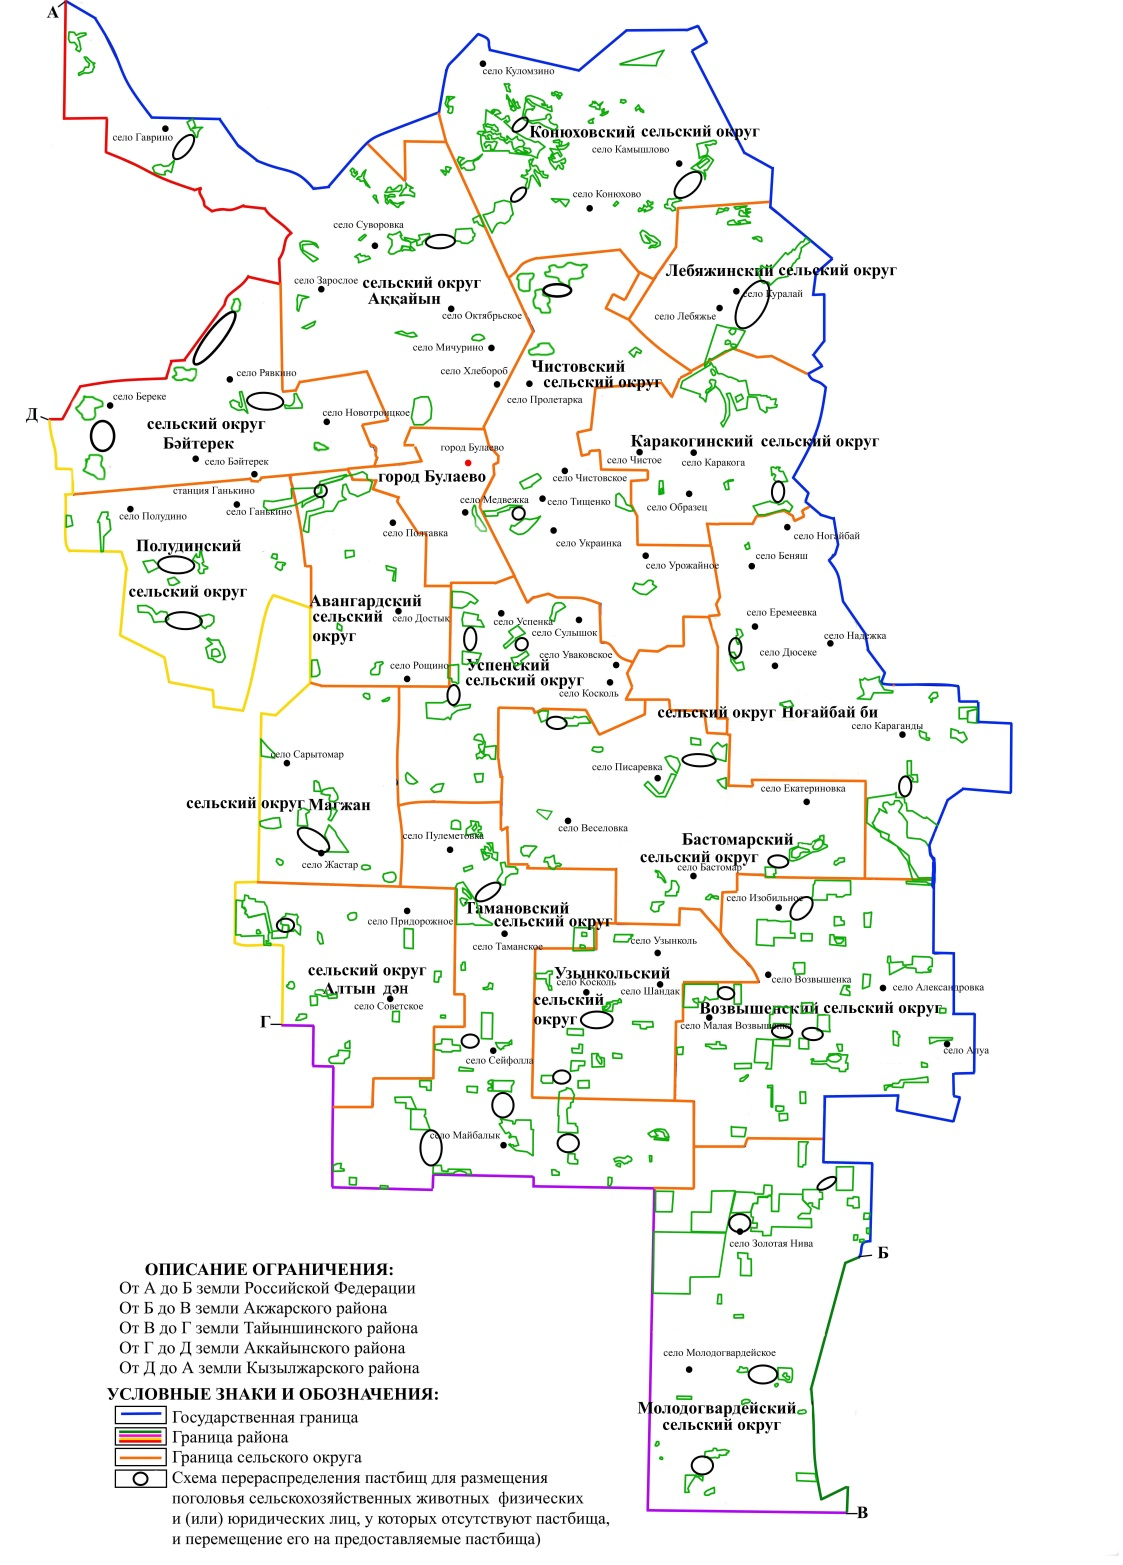 А
село Куломзино
село Гаврино
Конюховский сельский округ
село Камышлово
село Конюхово
село Суворовка
село Зарослое
сельский округ
Аққайын
Лебяжинский сельский округ
село Куралай
село Октябрьское
село Лебяжье
село Мичурино
село Хлебороб
Чистовский
сельский округ
село Пролетарка
село Рявкино
село Береке
Д
село Новотроицкое
сельский округ
Бәйтерек
село Бәйтерек
город Булаево
город Булаево
Каракогинский сельский округ
село Чистое
село Каракога
село Чистовское
станция Ганькино
село Ганькино
село Полудино
село Медвежка
село Тищенко
село Образец
село Полтавка
село Украинка
село Ногайбай
Полудинский
сельский округ
село Урожайное
село Беняш
Авангардский
сельский
округ
село Достык
село Успенка
село Сулышок
село Еремеевка
село Надежка
село Уваковское
село Дюсеке
село Рощино
Успенский
сельский округ
село Косколь
сельский округ Ноғайбай би
село Караганды
село Сарытомар
село Писаревка
село Екатериновка
сельский округ Магжан
село Пулеметовка
село Веселовка
Бастомарский
сельский округ
село Жастар
село Бастомар
село Изобильное
Тамановский
сельский округ
село Придорожное
село Таманское
село Узынколь
сельский округ
Алтын дән
село Советское
Узынкольский
сельский
округ
село Косколь
село Шандак
село Возвышенка
село Александровка
Возвышенский сельский округ
село Малая Возвышенка
Г
село Сейфолла
село Алуа
село Майбалык
село Золотая Нива
Б
село Молодогвардейское
Молодогвардейский
сельский округ
В
ОПИСАНИЕ ОГРАНИЧЕНИЯ:
От А до Б земли Российской Федерации
От Б до В земли Акжарского района
От В до Г земли Тайыншинского района
От Г до Д земли Аккайынского района
От Д до А земли Кызылжарского района
УСЛОВНЫЕ ЗНАКИ И ОБОЗНАЧЕНИЯ:
Государственная граница
Граница района
Граница сельского округа
Схема перераспределения пастбищ для размещения
поголовья сельскохозяйственных животных физических
и (или) юридических лиц, у которых отсутствуют пастбища,
и перемещение его на предоставляемые пастбища)